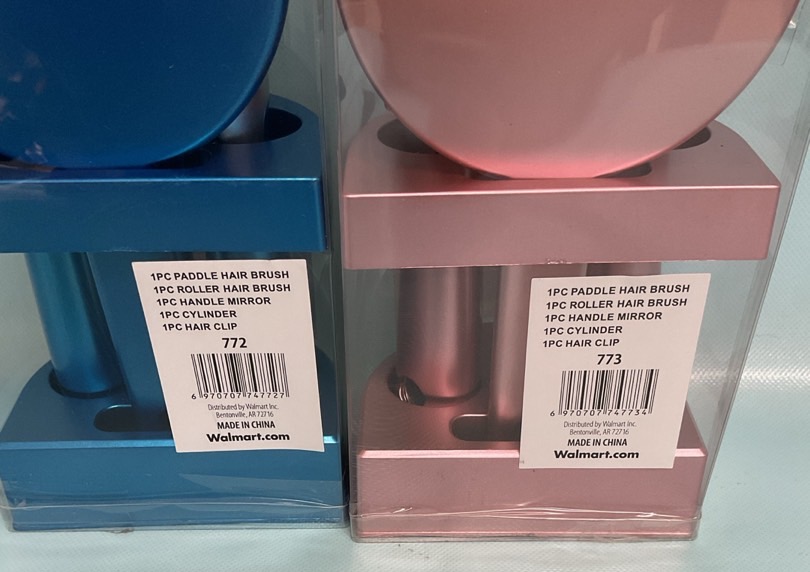 1PC PADDLE HAIR BRUSH
1PC ROLLER HAIR BRUSH
1PC HANDLE MIRROR
1PC CYLINDER
1PC HAIR CLIP
772
6 970707 747727
Distributed by Walmart Inc.
Bentonville, AR 72716
MADE IN CHINA
Walmart.com
1PC PADDLE HAIR BRUSH
1PC ROLLER HAIR BRUSH
1PC HANDLE MIRROR
1PC CYLINDER
1PC HAIR CLIP
773
6 970707 747734
Distributed by Walmart Inc.
Bentonville, AR 72716
MADE IN CHINA
Walmart.com